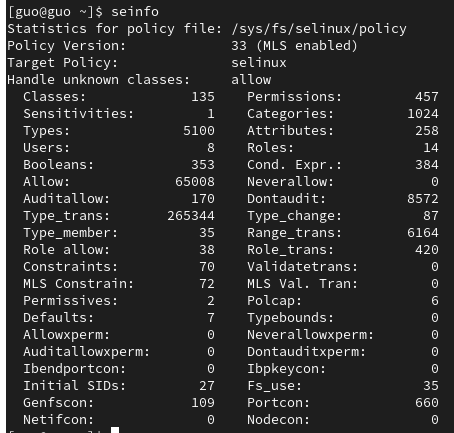 [guo@guo ~]$ seinfo
Statistics for policy file: /sys/fs/selinux/policy
Policy Version: 33 (MLS enabled)
Target Policy: selinux
Handle unknown classes: allow
Classes: 135 Permissions: 457
Sensitivities: 1 Categories: 1024
Types: 5100 Attributes: 258
Users: 8 Roles: 14
Booleans: 353 Cond. Expr.: 384
Allow: 65008 Neverallow: 0
Auditallow: 170 Dontaudit: 8572
Type_trans: 265344 Type_change: 87
Type_member: 35 Range_trans: 6164
Role allow: 38 Role_trans: 420
Constraints: 70 Validatetrans: 0
MLS Constrain: 72 MLS Val. Tran: 0
Permissives: 2 Polcap: 6
Defaults: 7 Typebounds: 0
Allowxperm: 0 Neverallowxperm: 0
Auditallowxperm: 0 Dontauditxperm: 0
Ibendportcon: 0 Ibpkeycon: 0
Initial SIDs: 27 Fs_use: 35
Genfscon: 109 Portcon: 660
Netifcon: 0 Nodecon: 0